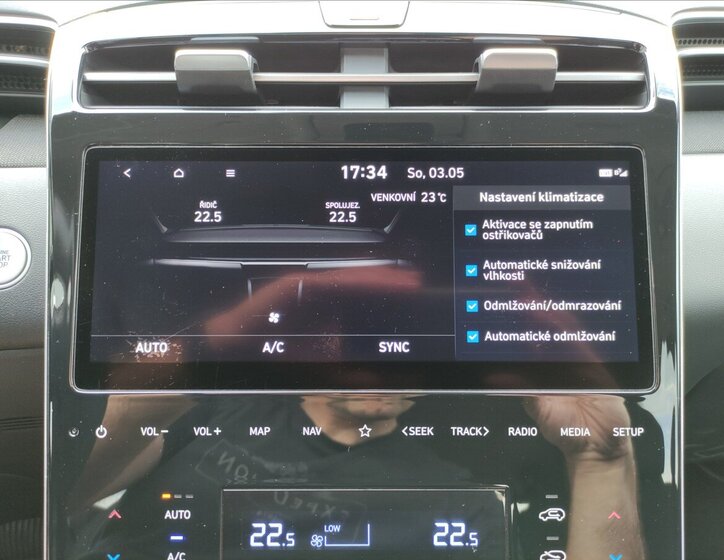 17:34 So, 03.05
VENKOVNÍ 23 °C
Nastavení klimatizace
ŘIDIČ
22.5
SPOLUJEZ.
22.5
Aktivace se zapnutím
ostřikovačů
Automatické snižování
vlhkosti
Odmlžování/odmrazování
Automatické odmlžování
AUTO A/C SYNC
VOL− VOL+ MAP NAV <SEEK TRACK> RADIO MEDIA SETUP
AUTO
A/C
22.5 LOW 22.5